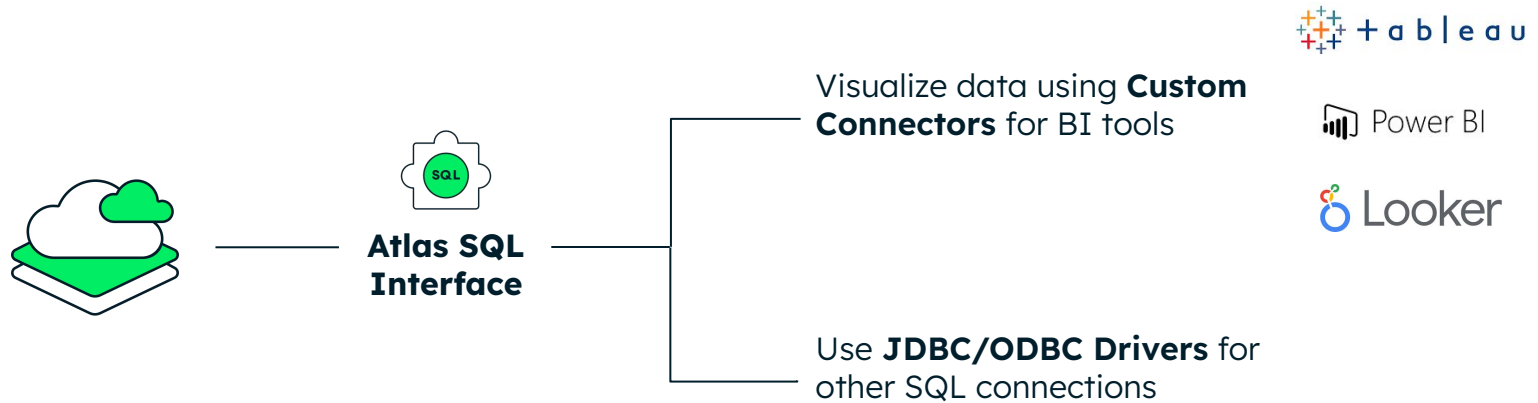 + a b l e a u
Visualize data using Custom
Connectors for BI tools
Power BI
SQL
Looker
Atlas SQL
Interface
Use JDBC/ODBC Drivers for
other SQL connections